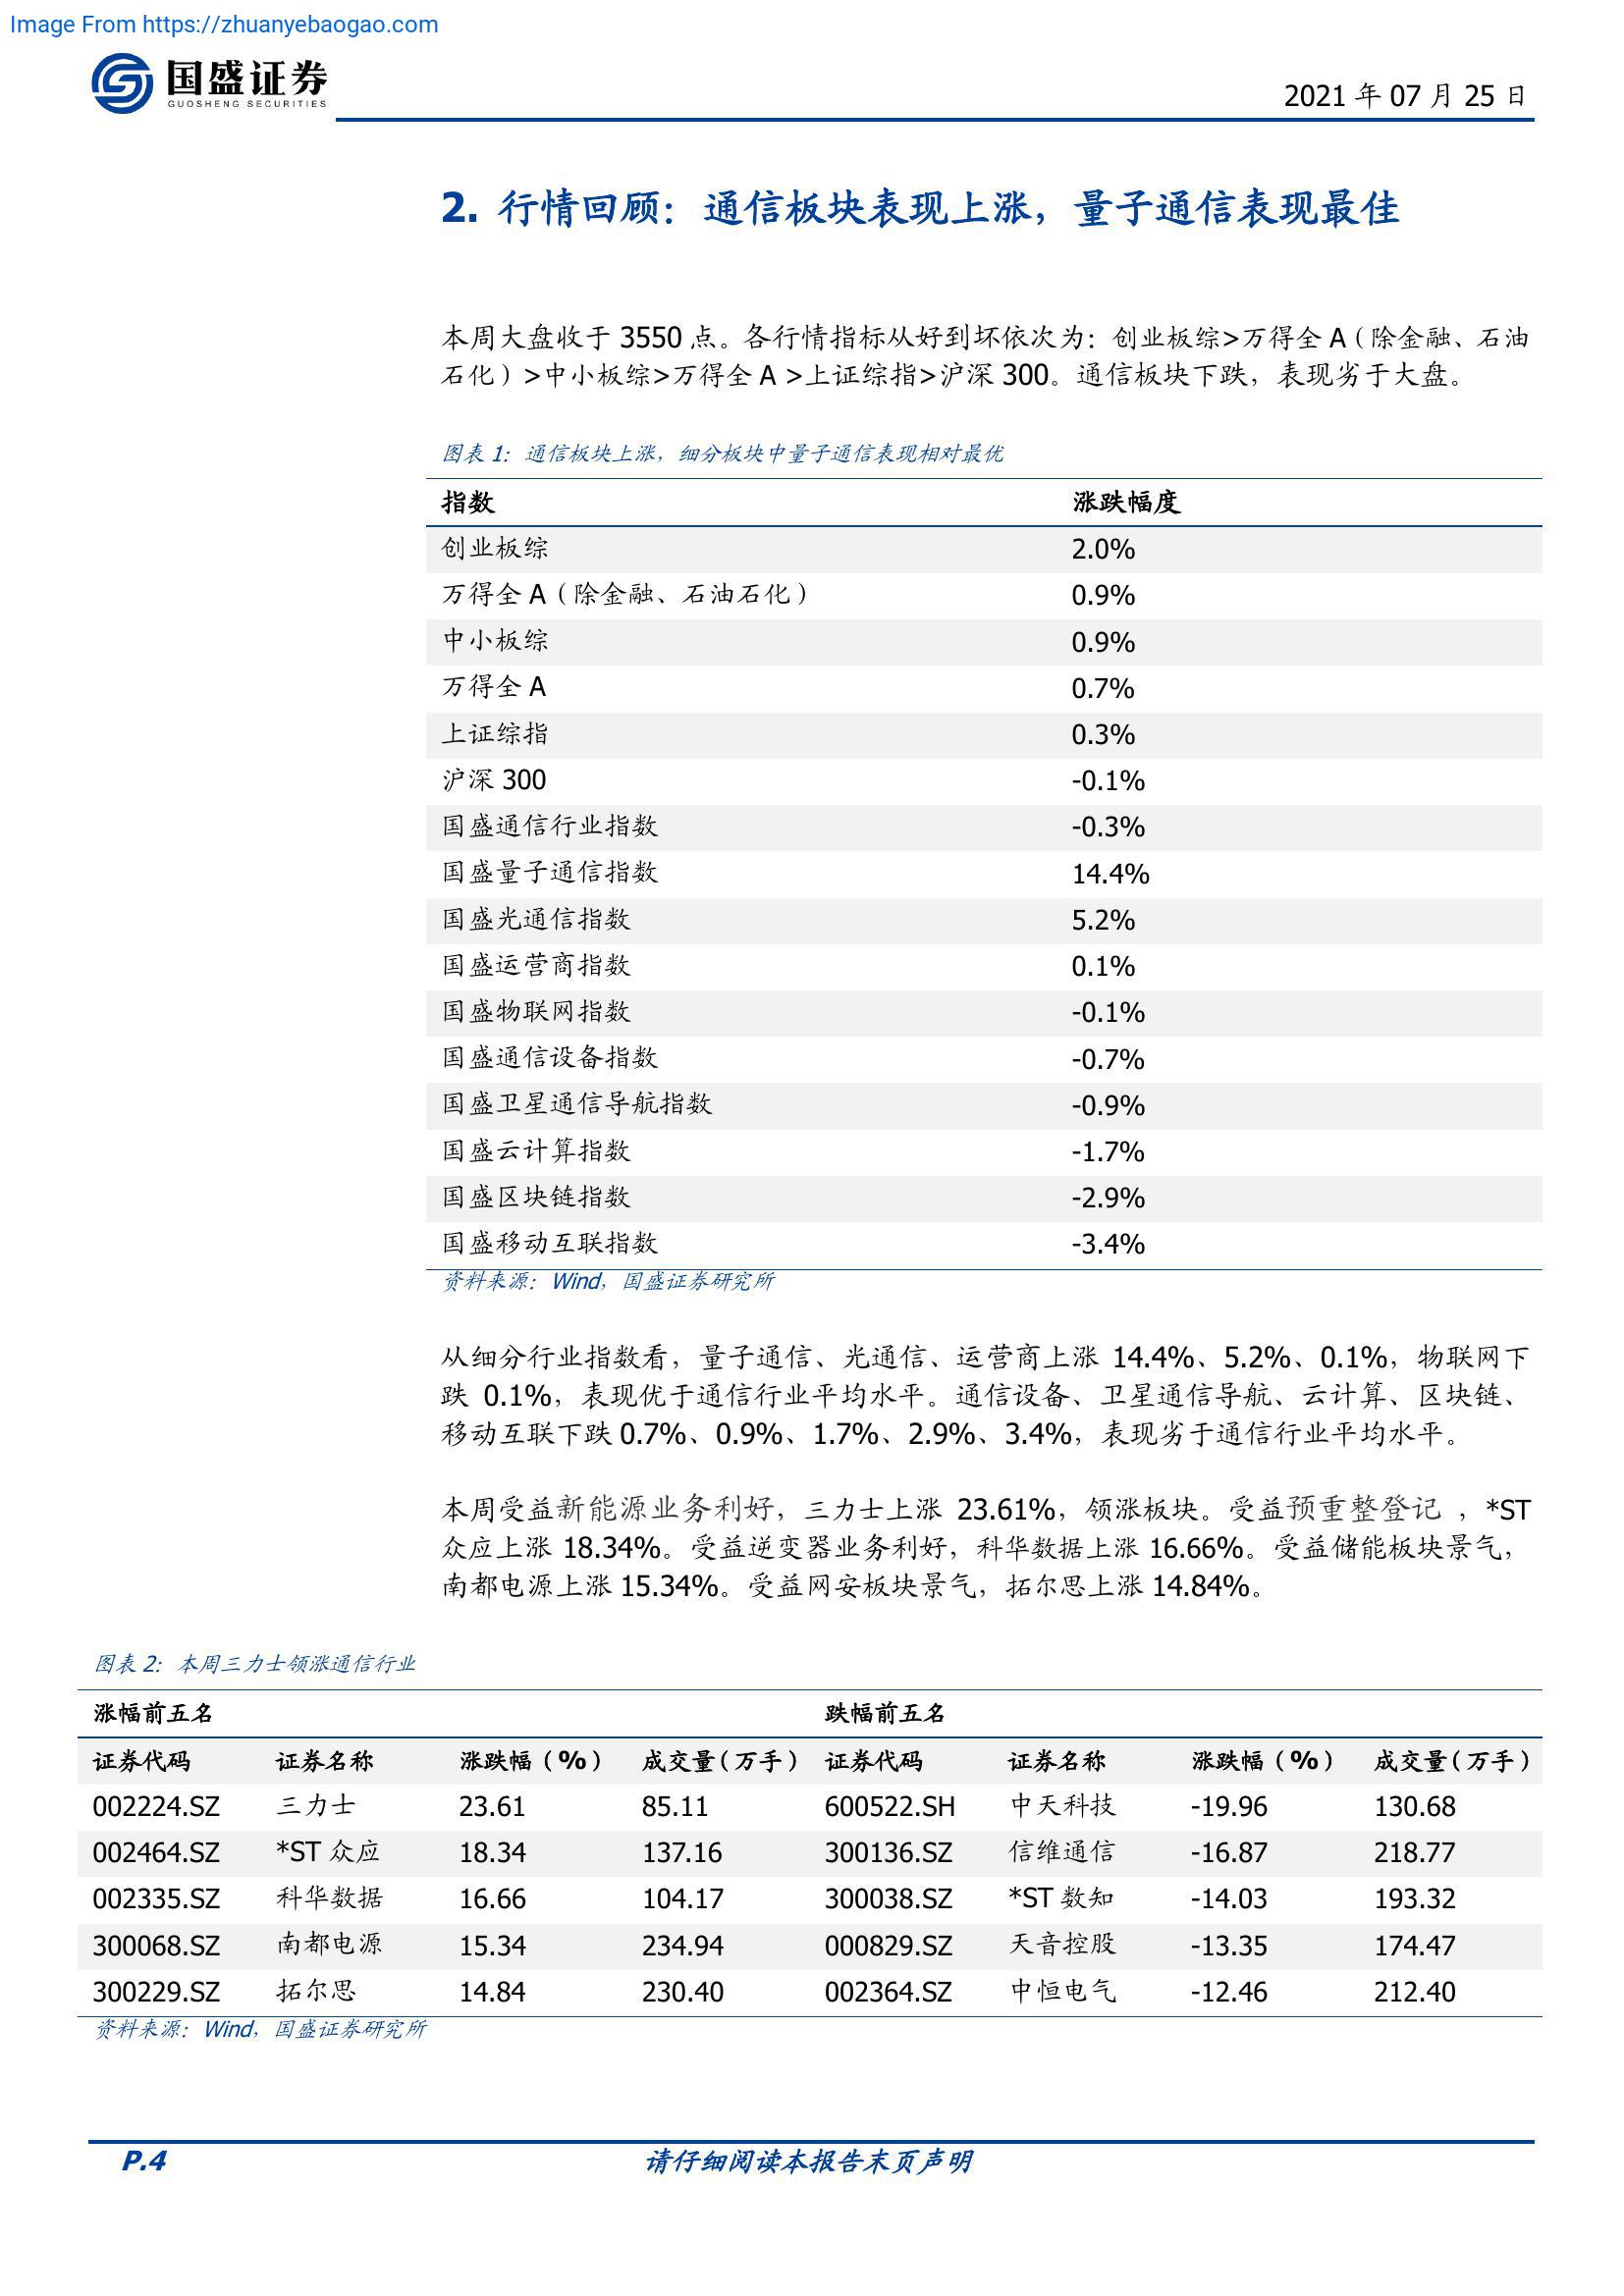 Image From https://zhuanyebaogao.com
国盛证券
GUOSHENG SECURITIES
2021 年 07 月 25 日
2. 行情回顾：通信板块表现上涨，量子通信表现最佳
本周大盘收于 3550 点。各行情指标从好到坏依次为：创业板综>万得全 A（除金融、石油
石化）>中小板综>万得全 A >上证综指>沪深 300。通信板块下跌，表现劣于大盘。
图表 1：通信板块上涨，细分板块中量子通信表现相对最优
指数 涨跌幅度
创业板综 2.0%
万得全 A（除金融、石油石化） 0.9%
中小板综 0.9%
万得全 A 0.7%
上证综指 0.3%
沪深 300 -0.1%
国盛通信行业指数 -0.3%
国盛量子通信指数 14.4%
国盛光通信指数 5.2%
国盛运营商指数 0.1%
国盛物联网指数 -0.1%
国盛通信设备指数 -0.7%
国盛卫星通信导航指数 -0.9%
国盛云计算指数 -1.7%
国盛区块链指数 -2.9%
国盛移动互联指数 -3.4%
资料来源：Wind，国盛证券研究所
从细分行业指数看，量子通信、光通信、运营商上涨 14.4%、5.2%、0.1%，物联网下
跌 0.1%，表现优于通信行业平均水平。通信设备、卫星通信导航、云计算、区块链、
移动互联下跌 0.7%、0.9%、1.7%、2.9%、3.4%，表现劣于通信行业平均水平。
本周受益新能源业务利好，三力士上涨 23.61%，领涨板块。受益预重整登记 ，*ST
众应上涨 18.34%。受益逆变器业务利好，科华数据上涨 16.66%。受益储能板块景气，
南都电源上涨 15.34%。受益网安板块景气，拓尔思上涨 14.84%。
图表 2：本周三力士领涨通信行业
涨幅前五名 跌幅前五名
证券代码 证券名称 涨跌幅（%） 成交量（万手） 证券代码 证券名称 涨跌幅（%） 成交量（万手）
002224.SZ 三力士 23.61 85.11 600522.SH 中天科技 -19.96 130.68
002464.SZ *ST 众应 18.34 137.16 300136.SZ 信维通信 -16.87 218.77
002335.SZ 科华数据 16.66 104.17 300038.SZ *ST 数知 -14.03 193.32
300068.SZ 南都电源 15.34 234.94 000829.SZ 天音控股 -13.35 174.47
300229.SZ 拓尔思 14.84 230.40 002364.SZ 中恒电气 -12.46 212.40
资料来源：Wind，国盛证券研究所
P.4 请仔细阅读本报告末页声明